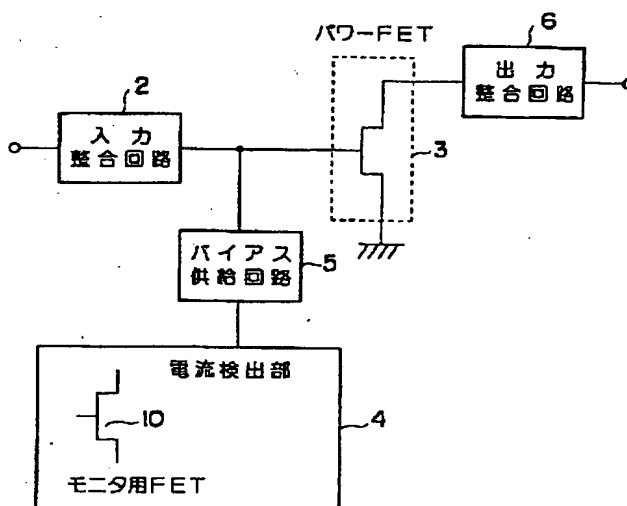 パワーFET
6
出力
整合回路
2
入力
整合回路
3
バイアス
供給回路
5
電流検出部
10
4
モニタ用FET